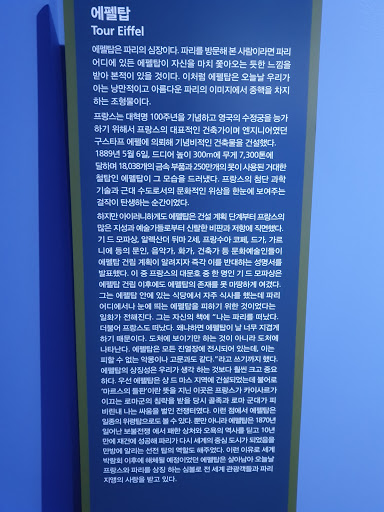 에펠탑
Tour Eiffel
에펠탑은 파리의 심장이다. 파리를 방문해 본 사람이라면 파리
어디에 있든 에펠탑이 자신을 마치 쫓아오는 듯한 느낌을
받아 본적이 있을 것이다. 이처럼 에펠탑은 오늘날 우리가
아는 낭만적이고 아름다운 파리의 이미지에서 중핵을 차지
하는 조형물이다.
프랑스는 대혁명 100주년을 기념하고 영국의 수정궁을 능가
하기 위해서 프랑스의 대표적인 건축가이며 엔지니어였던
구스타프 에펠에 의뢰해 기념비적인 건축물을 건설했다.
1889년 5월 6일, 드디어 높이 300m에 무게 7,300톤에
달하며 18,038개의 금속 부품과 250만개의 못이 사용된 거대한
철탑인 에펠탑이 그 모습을 드러냈다. 프랑스의 첨단 과학
기술과 근대 수도로서의 문화적인 위상을 한눈에 보여주는
걸작이 탄생하는 순간이었다.
하지만 아이러니하게도 에펠탑은 건설 계획 단계부터 프랑스의
많은 지성과 예술가들로부터 신랄한 비판과 저항에 직면했다.
기 드 모파상, 알렉산더 뒤마 2세, 프랑수아 코페, 드가, 가르
니에 등의 문인, 음악가, 화가, 건축가 등 문화예술인들이
에펠탑 건립 계획이 알려지자 즉각 이를 반대하는 성명서를
발표했다. 이 중 프랑스의 대문호 중 한 명인 기 드 모파상은
에펠탑 건립 이후에도 에펠탑의 존재를 못 마땅하게 여겼다.
그는 에펠탑 안에 있는 식당에서 자주 식사를 했는데 파리
어디에서나 눈에 띄는 에펠탑을 피하기 위한 것이었다는
일화가 전해진다. 그는 자신의 책에 "나는 파리를 떠났다.
더불어 프랑스도 떠났다. 왜냐하면 에펠탑이 날 너무 지겹게
하기 때문이다. 도처에 보이기만 하는 것이 아니라 도처에
나타난다. 에펠탑은 모든 진열장에 전시되어 있는데, 이는
피할 수 없는 악몽이나 고문과도 같다."라고 쓰기까지 했다.
에펠탑의 상징성은 우리가 생각 하는 것보다 훨씬 크고 중요
하다. 우선 에펠탑은 샹 드 마스 지역에 건설되었는데 불어로
'마르스의 들판'이란 뜻을 지닌 이곳은 프랑스가 카이사르가
이끄는 로마군의 침략을 받을 당시 골족과 로마 군대가 피
비린내 나는 싸움을 벌인 전쟁터였다. 이런 점에서 에펠탑은
일종의 위령탑으로도 볼 수 있다. 뿐만 아니라 에펠탑은 1870년
일어난 보불전쟁 에서 패한 상처와 오욕의 역사를 딛고 10년
만에 재건에 성공해 파리가 다시 세계의 중심 도시가 되었음을
만방에 알리는 선전 탑의 역할도 해주었다. 이런 이유로 세계
박람회 이후에 해체될 예정이었던 에펠탑은 살아남아 오늘날
프랑스와 파리를 상징 하는 심볼로 전 세계 관광객들과 파리
지앵의 사랑을 받고 있다.